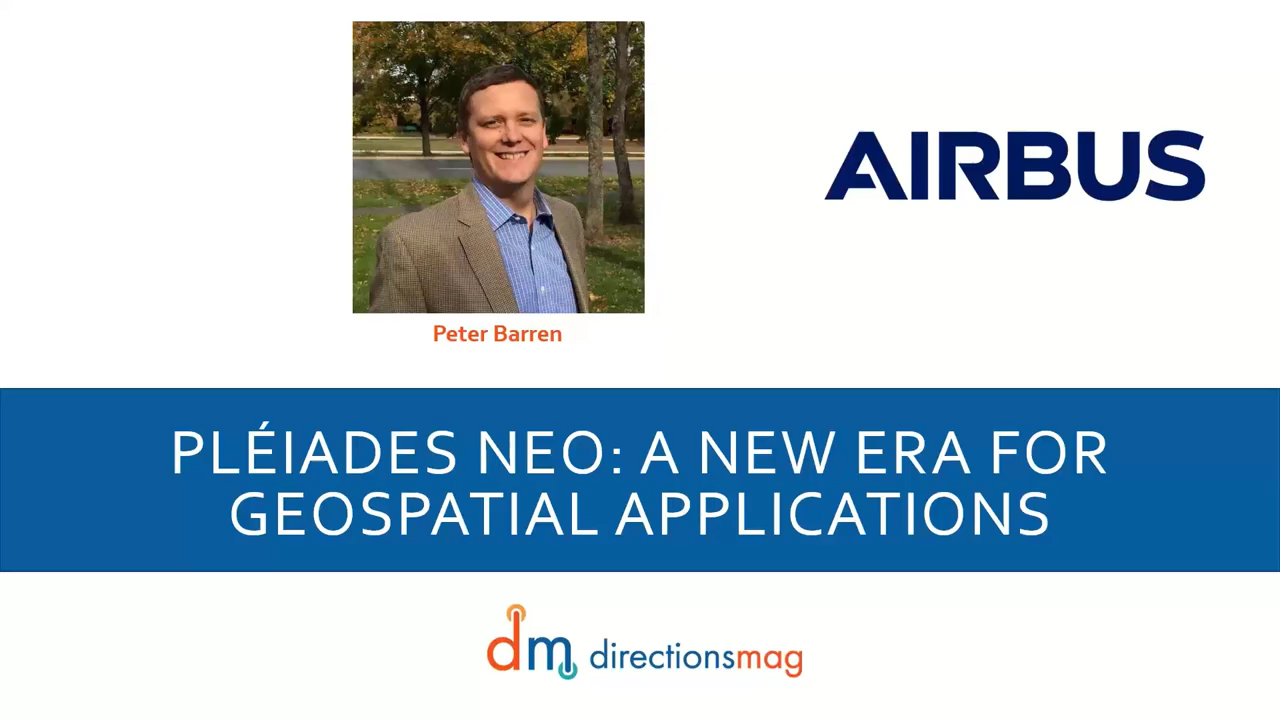 AIRBUS
Peter Barren
PLÉIADES NEO: A NEW ERA FOR
GEOSPATIAL APPLICATIONS
dm directionsmag